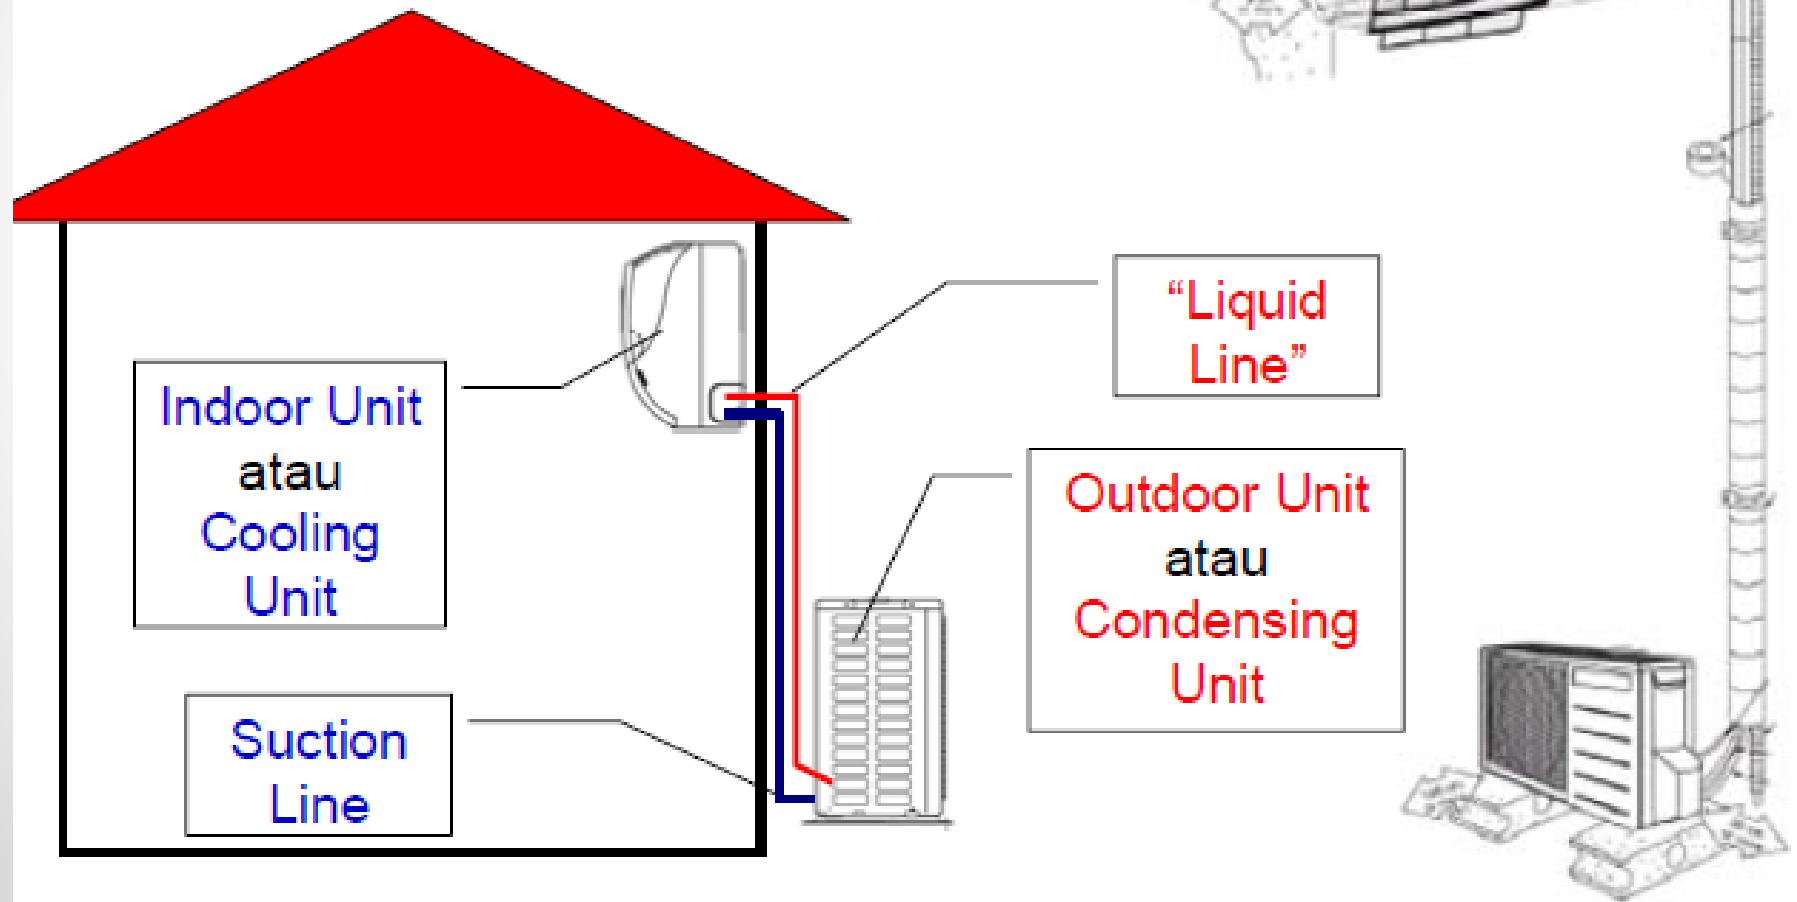 Indoor Unit
atau
Cooling
Unit
Suction
Line
“Liquid
Line”
Outdoor Unit
atau
Condensing
Unit